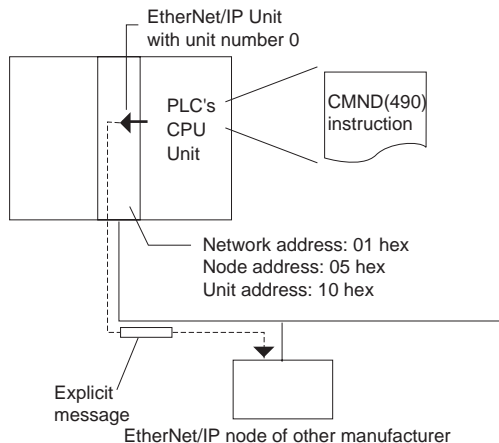 EtherNet/IP Unit
with unit number 0
PLC's
CPU
Unit
CMND(490)
instruction
Network address: 01 hex
Node address: 05 hex
Unit address: 10 hex
Explicit
message
EtherNet/IP node of other manufacturer